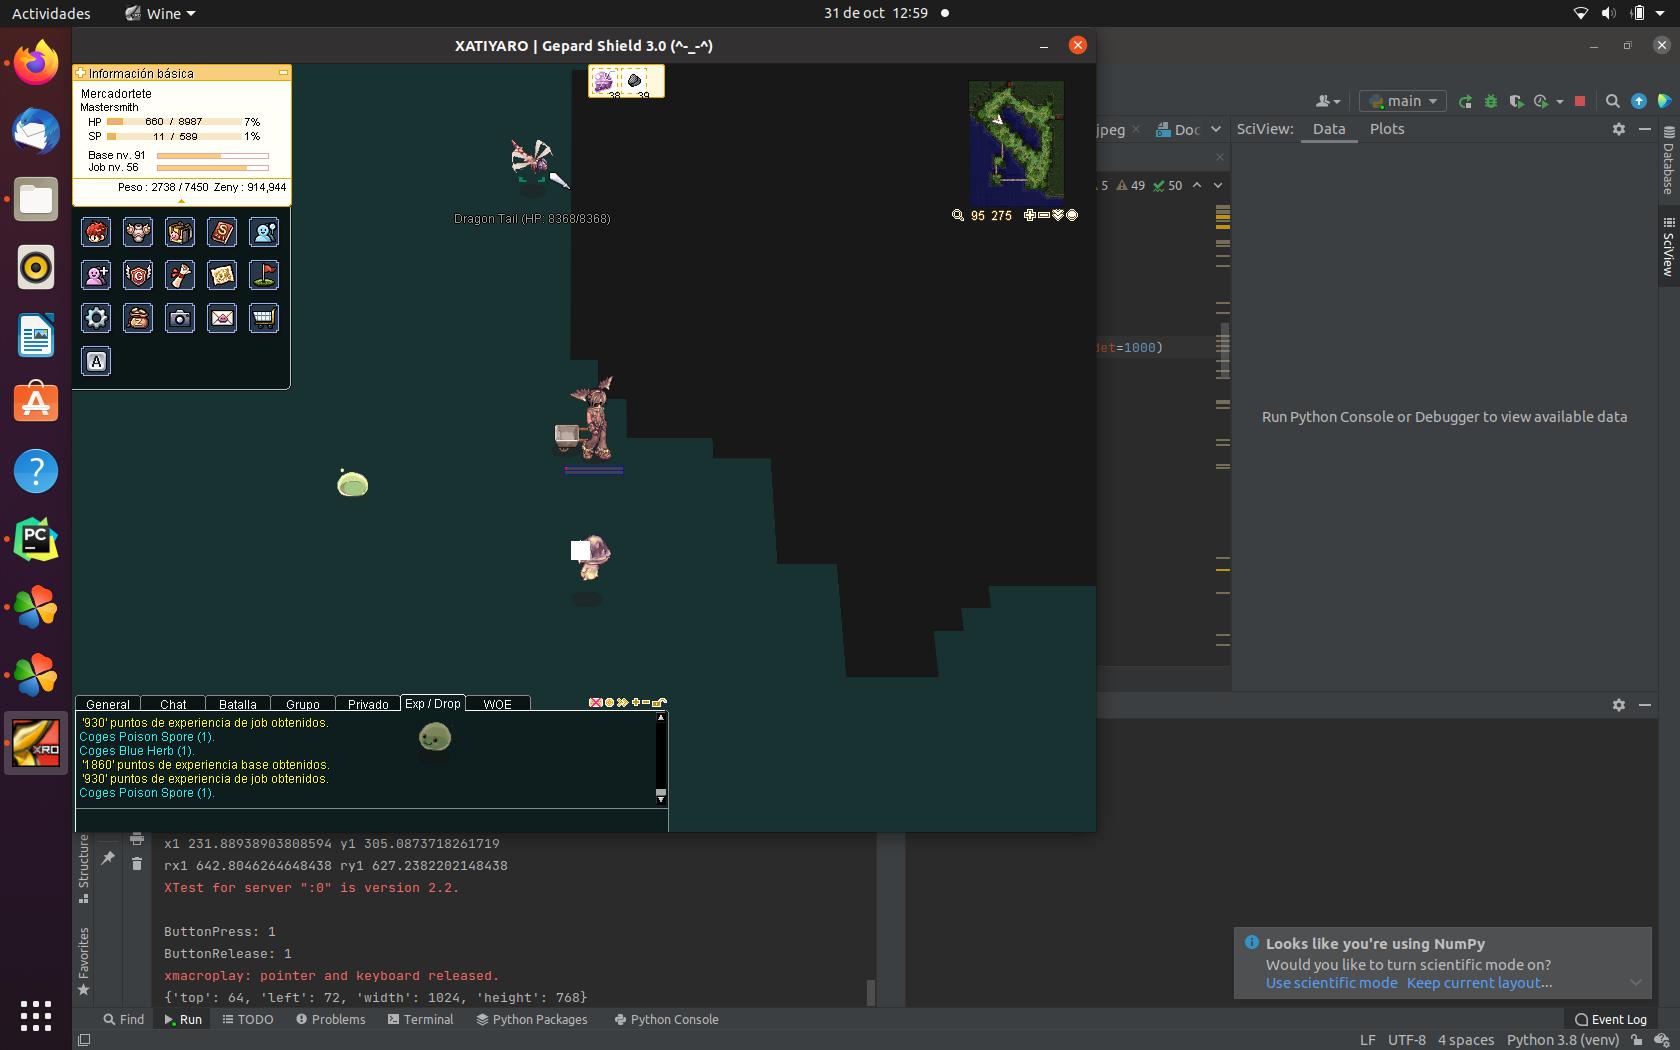 Actividades
Wine
31 de oct 12:59
XATIYARO | Gepard Shield 3.0 (^-_-^)
Información básica
Mercadortete
Mastersmith
HP 660 / 8987 7%
SP 11 / 589 1%
Base nv. 91
Job nv. 56
Peso : 2738 / 7450 Zeny : 914,944
38 39
Dragon Tail (HP: 8368/8368)
95 275
main
jpeg
Doc
SciView: Data Plots
5 49 50
det=1000)
Run Python Console or Debugger to view available data
Database
SciView
General Chat Batalla Grupo Privado Exp / Drop WOE
'930' puntos de experiencia de job obtenidos.
Coges Poison Spore (1).
Coges Blue Herb (1).
'1860' puntos de experiencia base obtenidos.
'930' puntos de experiencia de job obtenidos.
Coges Poison Spore (1).
x1 231.88938903808594 y1 305.0873718261719
rx1 642.8046264648438 ry1 627.2382202148438
XTest for server ":0" is version 2.2.
ButtonPress: 1
ButtonRelease: 1
xmacroplay: pointer and keyboard released.
{'top': 64, 'left': 72, 'width': 1024, 'height': 768}
Structure
Favorites
Looks like you're using NumPy
Would you like to turn scientific mode on?
Use scientific mode Keep current layout...
Find Run TODO Problems Terminal Python Packages Python Console
Event Log
LF UTF-8 4 spaces Python 3.8 (venv)
PC
XRO
A